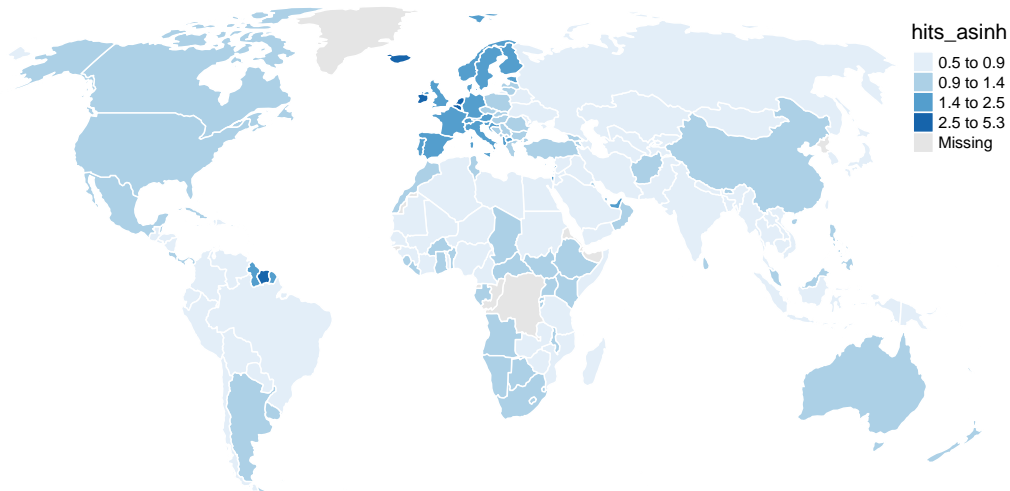 hits_asinh
0.5 to 0.9
0.9 to 1.4
1.4 to 2.5
2.5 to 5.3
Missing